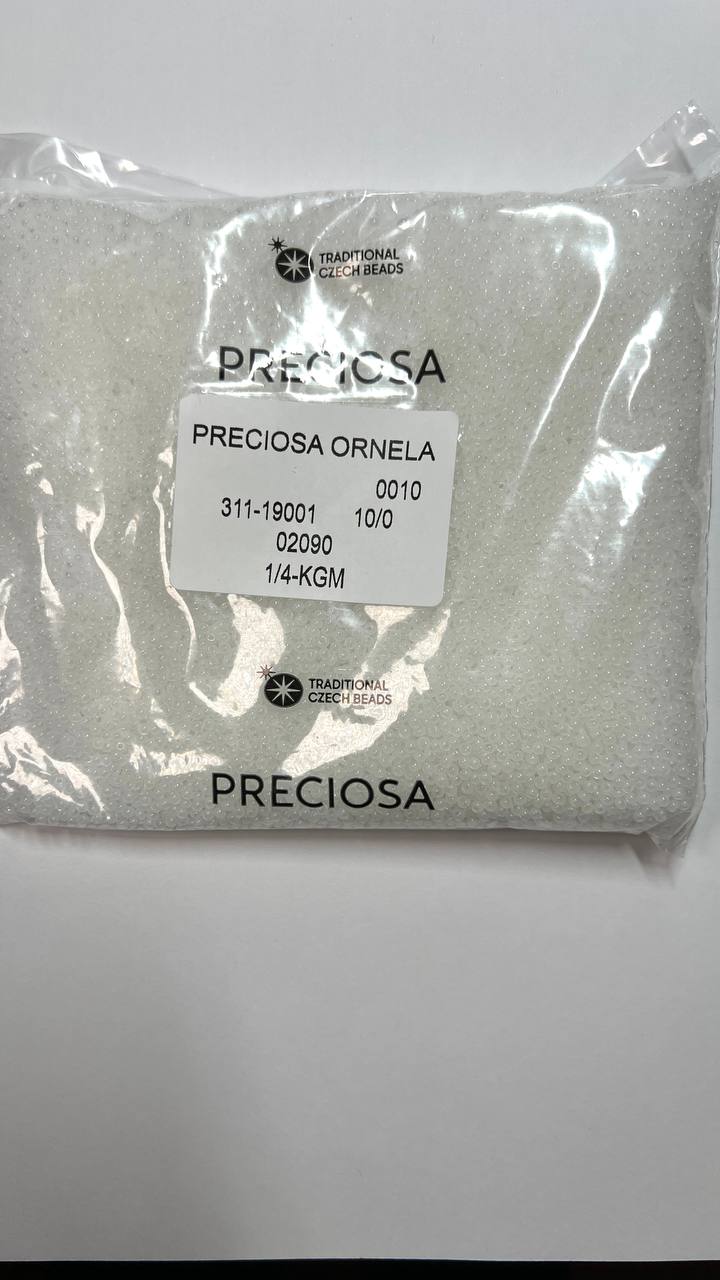 TRADITIONAL
CZECH BEADS
PRECIOSA
PRECIOSA ORNELA
0010
311-19001 10/0
02090
1/4-KGM
TRADITIONAL
CZECH BEADS
PRECIOSA